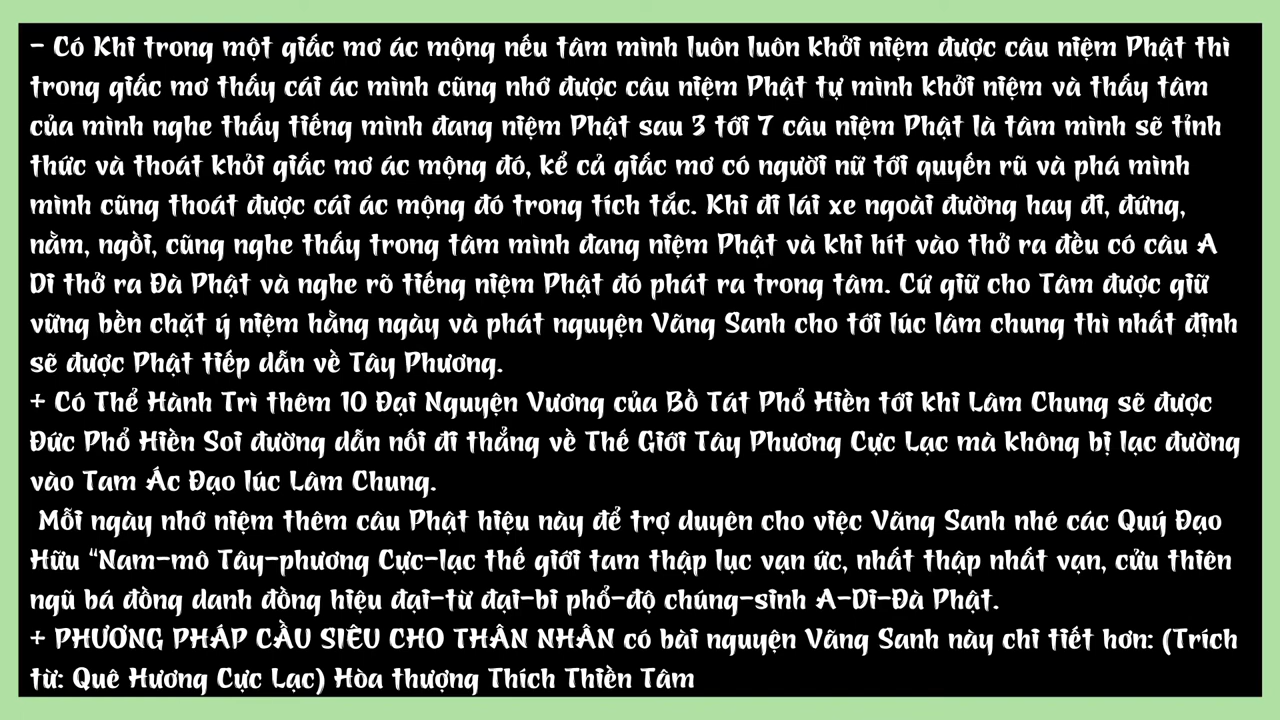 - Có Khi trong một giấc mơ ác mộng nếu tâm mình luôn luôn khởi niệm được câu niệm Phật thì
trong giấc mơ thấy cái ác mình cũng nhớ được câu niệm Phật tự mình khởi niệm và thấy tâm
của mình nghe thấy tiếng mình đang niệm Phật sau 3 tới 7 câu niệm Phật là tâm mình sẽ tỉnh
thức và thoát khỏi giấc mơ ác mộng đó, kể cả giấc mơ có người nữ tới quyến rũ và phá mình
mình cũng thoát được cái ác mộng đó trong tích tắc. Khi đi lái xe ngoài đường hay đi, đứng,
nằm, ngồi, cũng nghe thấy trong tâm mình đang niệm Phật và khi hít vào thở ra đều có câu A
Di thở ra Đà Phật và nghe rõ tiếng niệm Phật đó phát ra trong tâm. Cứ giữ cho Tâm được giữ
vững bền chặt ý niệm hằng ngày và phát nguyện Vãng Sanh cho tới lúc lâm chung thì nhất định
sẽ được Phật tiếp dẫn về Tây Phương.
+ Có Thể Hành Trì thêm 10 Đại Nguyện Vương của Bồ Tát Phổ Hiền tới khi Lâm Chung sẽ được
Đức Phổ Hiền Soi đường dẫn nối đi thẳng về Thế Giới Tây Phương Cực Lạc mà không bị lạc đường
vào Tam Ác Đạo lúc Lâm Chung.
Mỗi ngày nhớ niệm thêm câu Phật hiệu này để trợ duyên cho việc Vãng Sanh nhé các Quý Đạo
Hữu “Nam-mô Tây-phương Cực-lạc thế giới tam thập lục vạn ức, nhất thập nhất vạn, cửu thiên
ngũ bá đồng danh đồng hiệu đại-từ đại-bi phổ-độ chúng-sinh A-Di-Đà Phật.
+ PHƯƠNG PHÁP CẦU SIÊU CHO THÂN NHÂN có bài nguyện Vãng Sanh này chi tiết hơn: (Trích
từ: Quê Hương Cực Lạc) Hòa thượng Thích Thiền Tâm